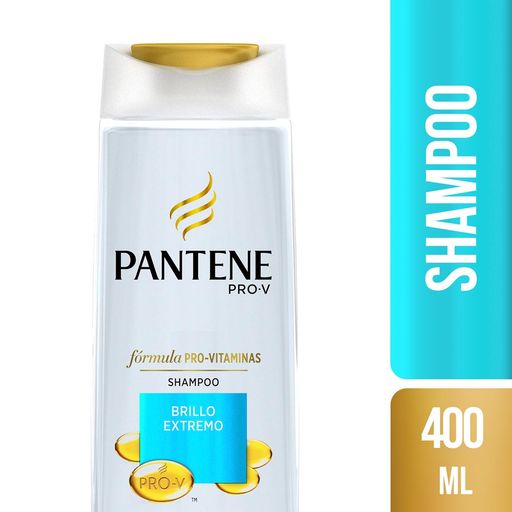 PANTENE
PRO-V
fórmula PRO-VITAMINAS
SHAMPOO
BRILLO
EXTREMO
PRO-V
TM
SHAMPOO
400
ML